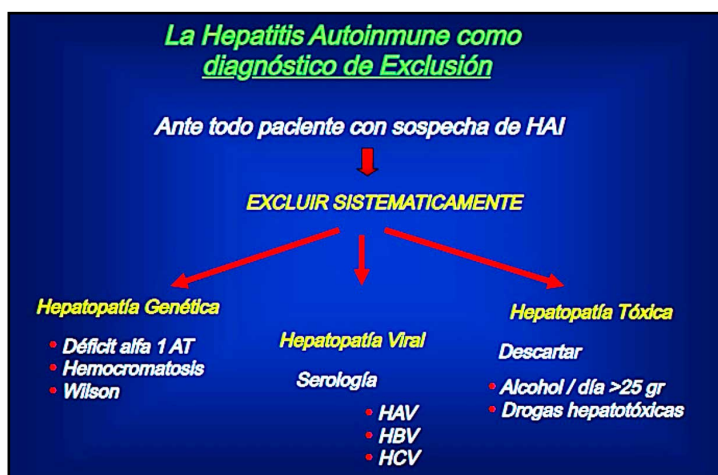 La Hepatitis Autoinmune como
diagnóstico de Exclusión
Ante todo paciente con sospecha de HAI
EXCLUIR SISTEMATICAMENTE
Hepatopatía Genética
• Déficit alfa 1 AT
• Hemocromatosis
• Wilson
Hepatopatía Viral
Serología
• HAV
• HBV
• HCV
Hepatopatía Tóxica
Descartar
• Alcohol / día >25 gr
• Drogas hepatotóxicas